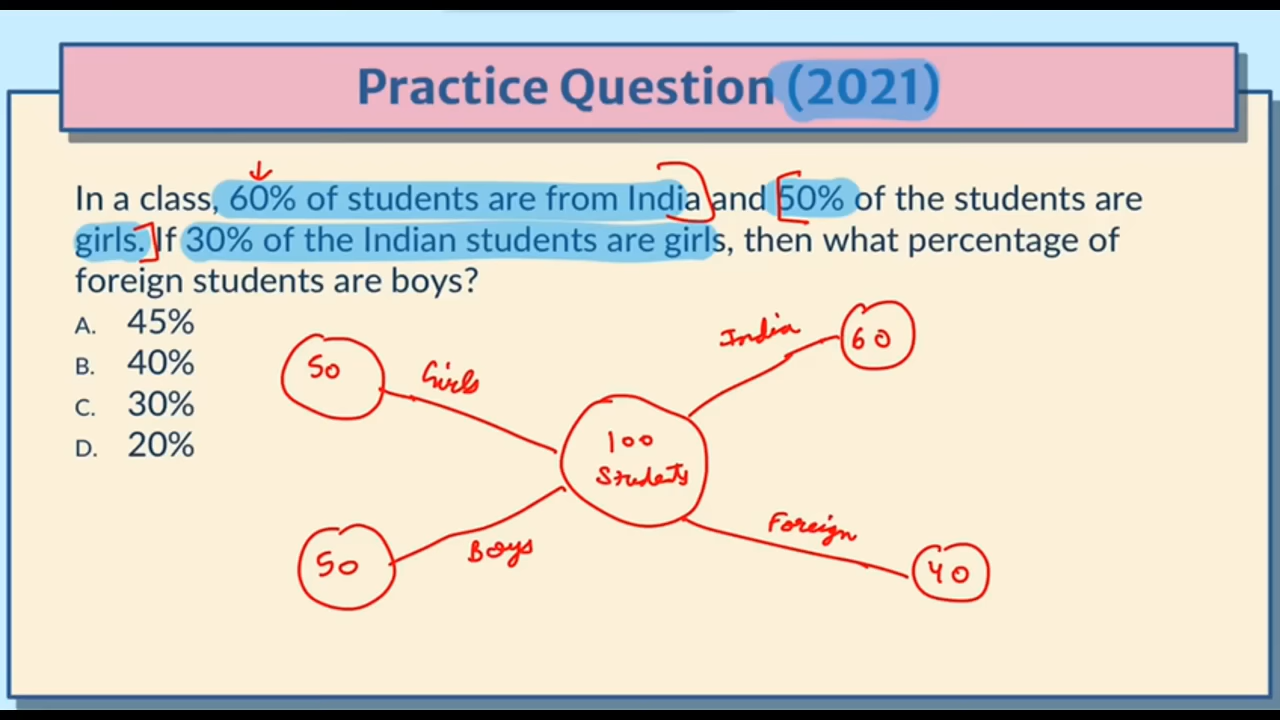 Practice Question (2021)
In a class, 60% of students are from India and 50% of the students are
girls. If 30% of the Indian students are girls, then what percentage of
foreign students are boys?
A. 45%
B. 40%
C. 30%
D. 20%
50
Girls
India
60
100
Students
50
Boys
Foreign
40